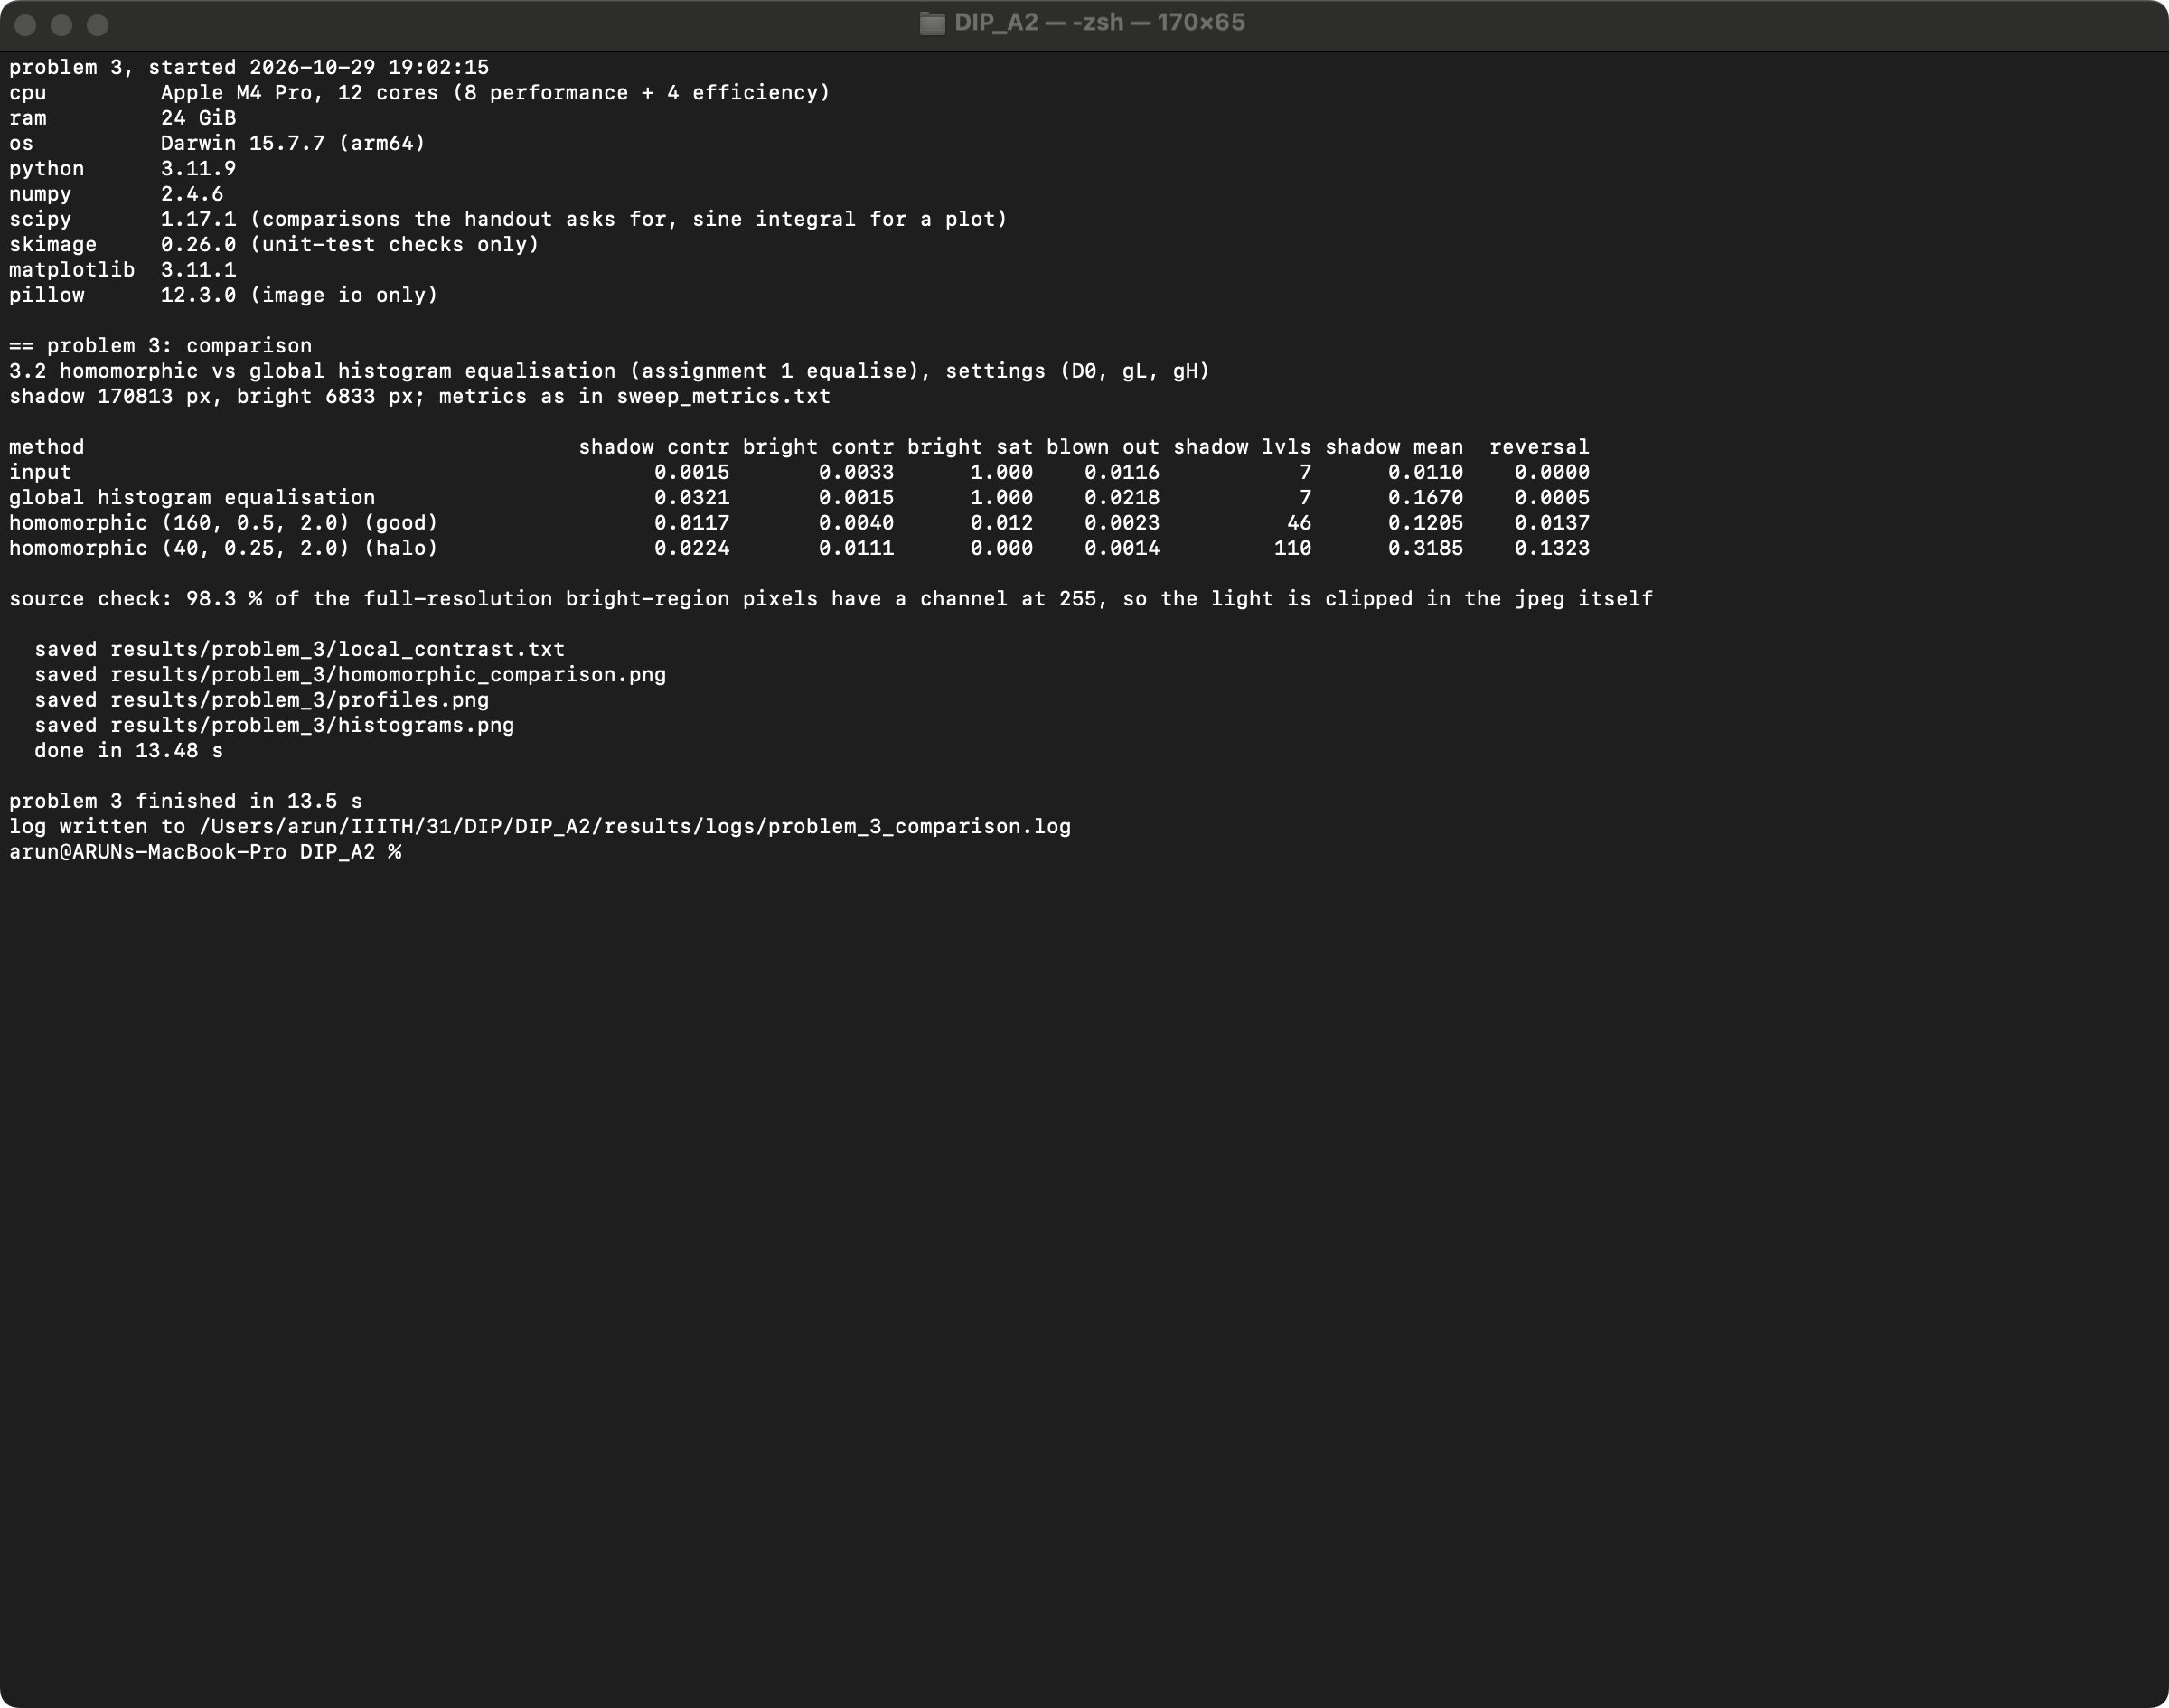 DIP_A2 — -zsh — 170×65
problem 3, started 2026-10-29 19:02:15
cpu         Apple M4 Pro, 12 cores (8 performance + 4 efficiency)
ram         24 GiB
os          Darwin 15.7.7 (arm64)
python      3.11.9
numpy       2.4.6
scipy       1.17.1 (comparisons the handout asks for, sine integral for a plot)
skimage     0.26.0 (unit-test checks only)
matplotlib  3.11.1
pillow      12.3.0 (image io only)
== problem 3: comparison
3.2 homomorphic vs global histogram equalisation (assignment 1 equalise), settings (D0, gL, gH)
shadow 170813 px, bright 6833 px; metrics as in sweep_metrics.txt
method                                       shadow contr bright contr bright sat blown out shadow lvls shadow mean  reversal
input                                              0.0015       0.0033      1.000    0.0116           7      0.0110    0.0000
global histogram equalisation                      0.0321       0.0015      1.000    0.0218           7      0.1670    0.0005
homomorphic (160, 0.5, 2.0) (good)                 0.0117       0.0040      0.012    0.0023          46      0.1205    0.0137
homomorphic (40, 0.25, 2.0) (halo)                 0.0224       0.0111      0.000    0.0014         110      0.3185    0.1323
source check: 98.3 % of the full-resolution bright-region pixels have a channel at 255, so the light is clipped in the jpeg itself
  saved results/problem_3/local_contrast.txt
  saved results/problem_3/homomorphic_comparison.png
  saved results/problem_3/profiles.png
  saved results/problem_3/histograms.png
  done in 13.48 s
problem 3 finished in 13.5 s
log written to /Users/arun/IIITH/31/DIP/DIP_A2/results/logs/problem_3_comparison.log
arun@ARUNs-MacBook-Pro DIP_A2 %